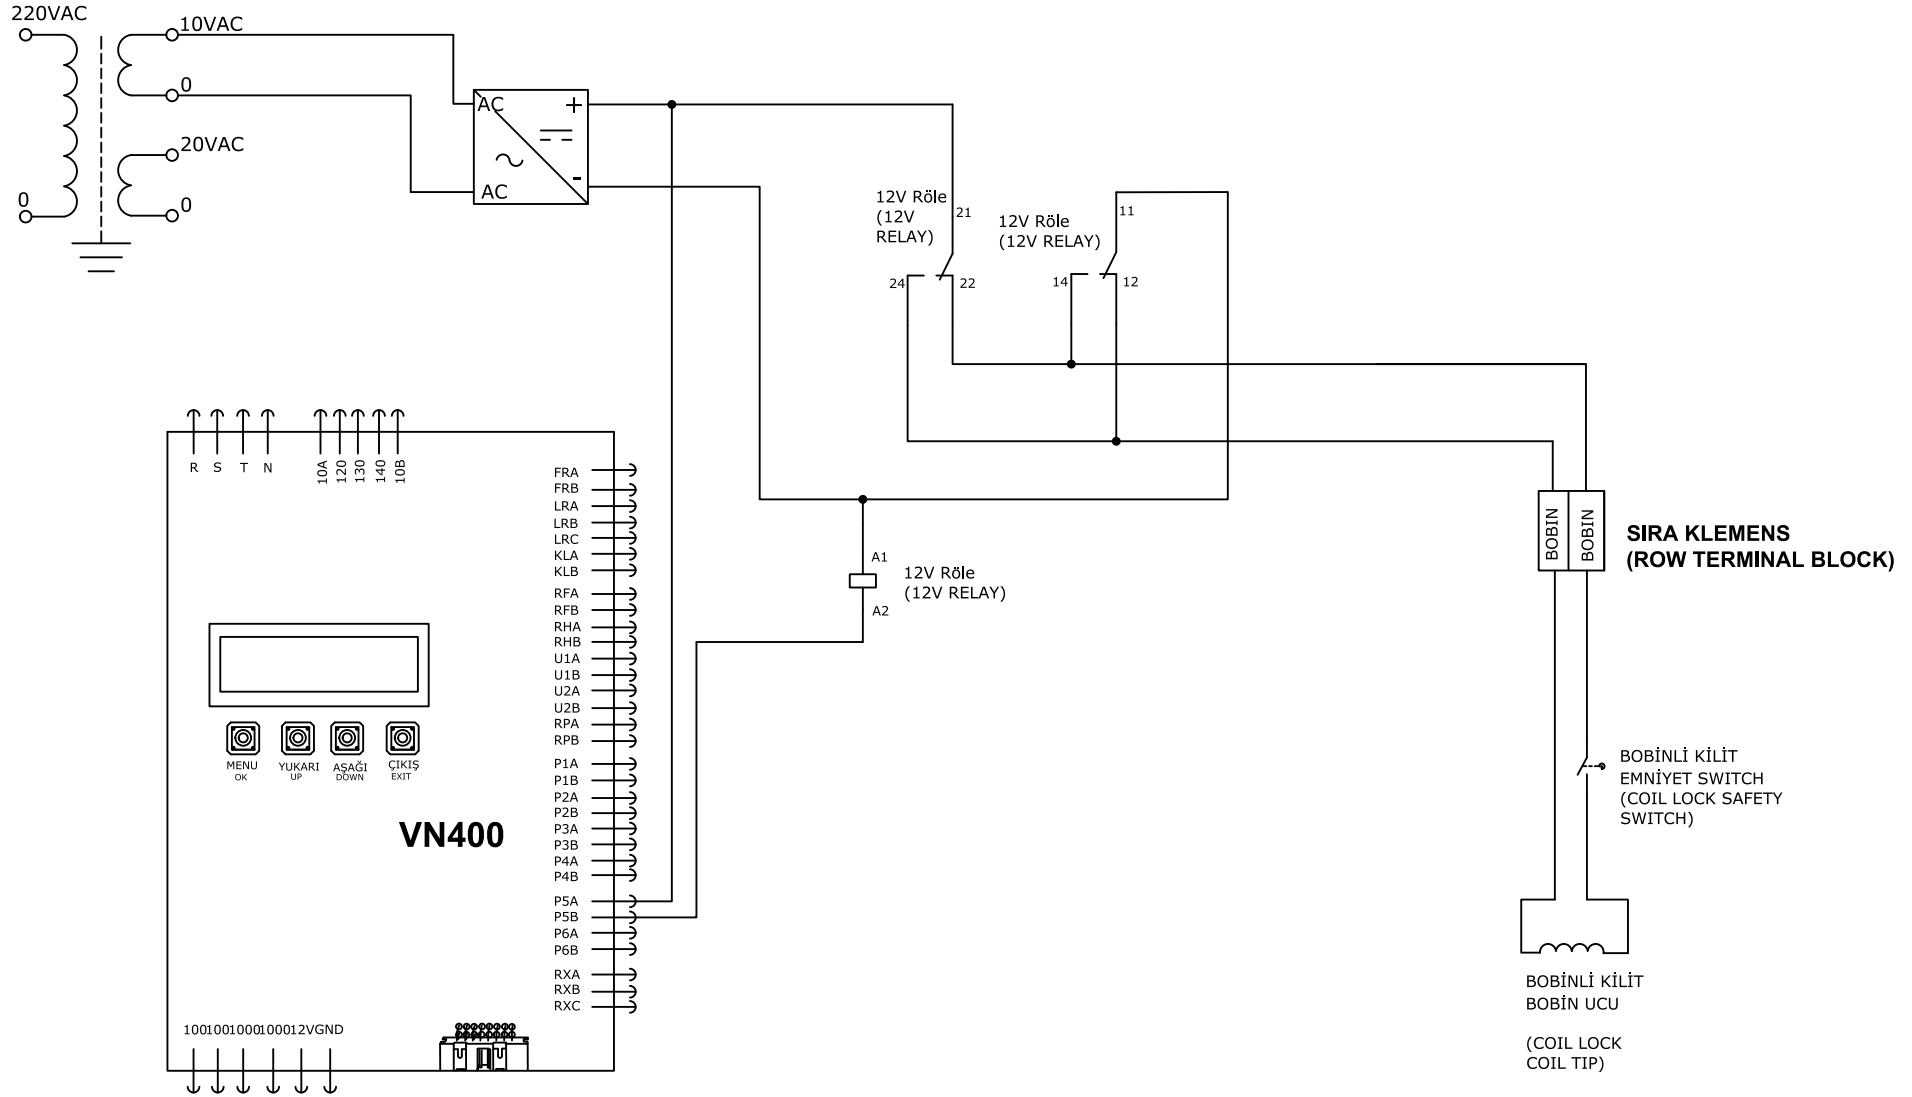 220VAC
10VAC
0
20VAC
0
0
AC
+
AC
-
12V Röle
(12V
RELAY)
21
24
22
12V Röle
(12V RELAY)
11
14
12
R S T N
10A
120
130
140
10B
FRA
FRB
LRA
LRB
LRC
KLA
KLB
RFA
RFB
RHA
RHB
U1A
U1B
U2A
U2B
RPA
RPB
P1A
P1B
P2A
P2B
P3A
P3B
P4A
P4B
P5A
P5B
P6A
P6B
RXA
RXB
RXC
A1
12V Röle
(12V RELAY)
A2
BOBIN
BOBIN
SIRA KLEMENS
(ROW TERMINAL BLOCK)
MENU
OK
YUKARI
UP
AŞAĞI
DOWN
ÇIKIŞ
EXIT
VN400
BOBİNLİ KİLİT
EMNİYET SWITCH
(COIL LOCK SAFETY
SWITCH)
BOBİNLİ KİLİT
BOBİN UCU
(COIL LOCK
COIL TIP)
100 100 1000 1000 12V GND